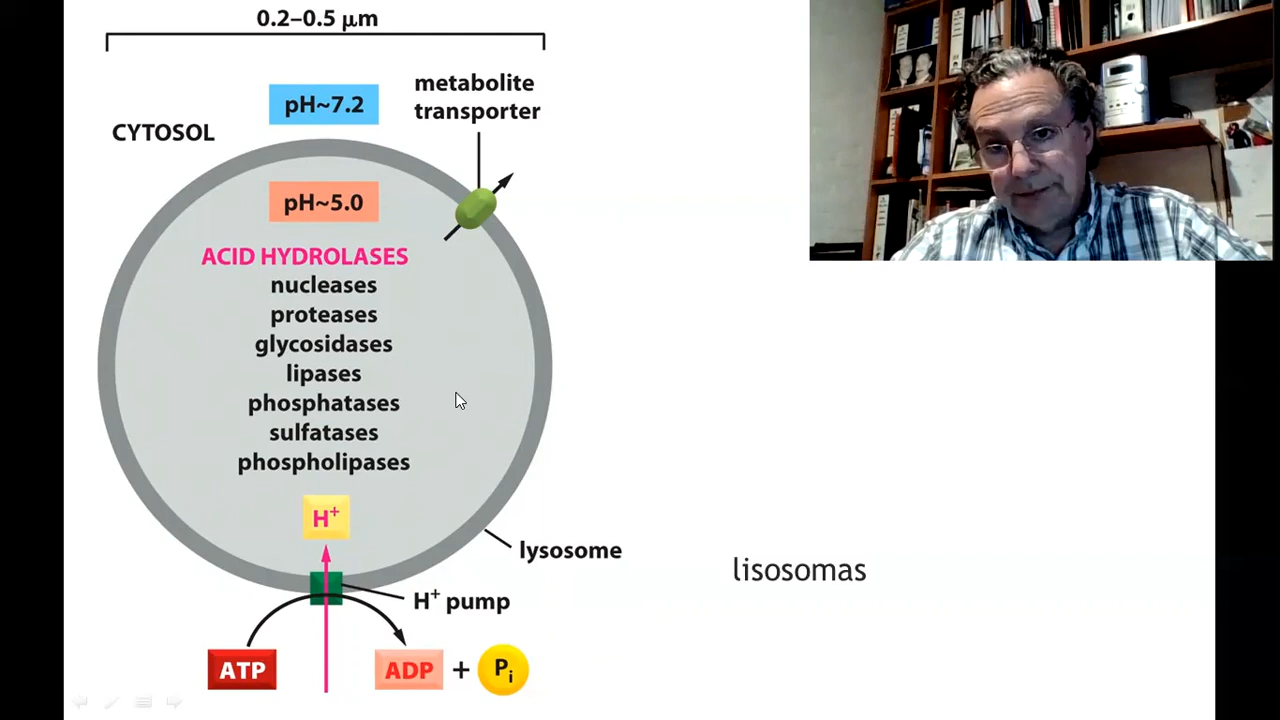 0.2–0.5 μm
metabolite
transporter
pH~7.2
CYTOSOL
pH~5.0
ACID HYDROLASES
nucleases
proteases
glycosidases
lipases
phosphatases
sulfatases
phospholipases
H⁺
lysosome
lisosomas
H⁺ pump
ATP
ADP + Pᵢ